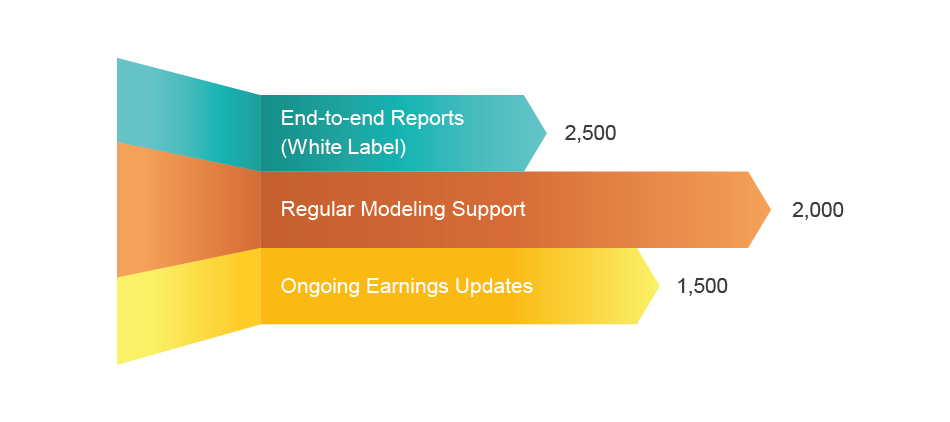 End-to-end Reports
(White Label)
2,500
Regular Modeling Support
2,000
Ongoing Earnings Updates
1,500